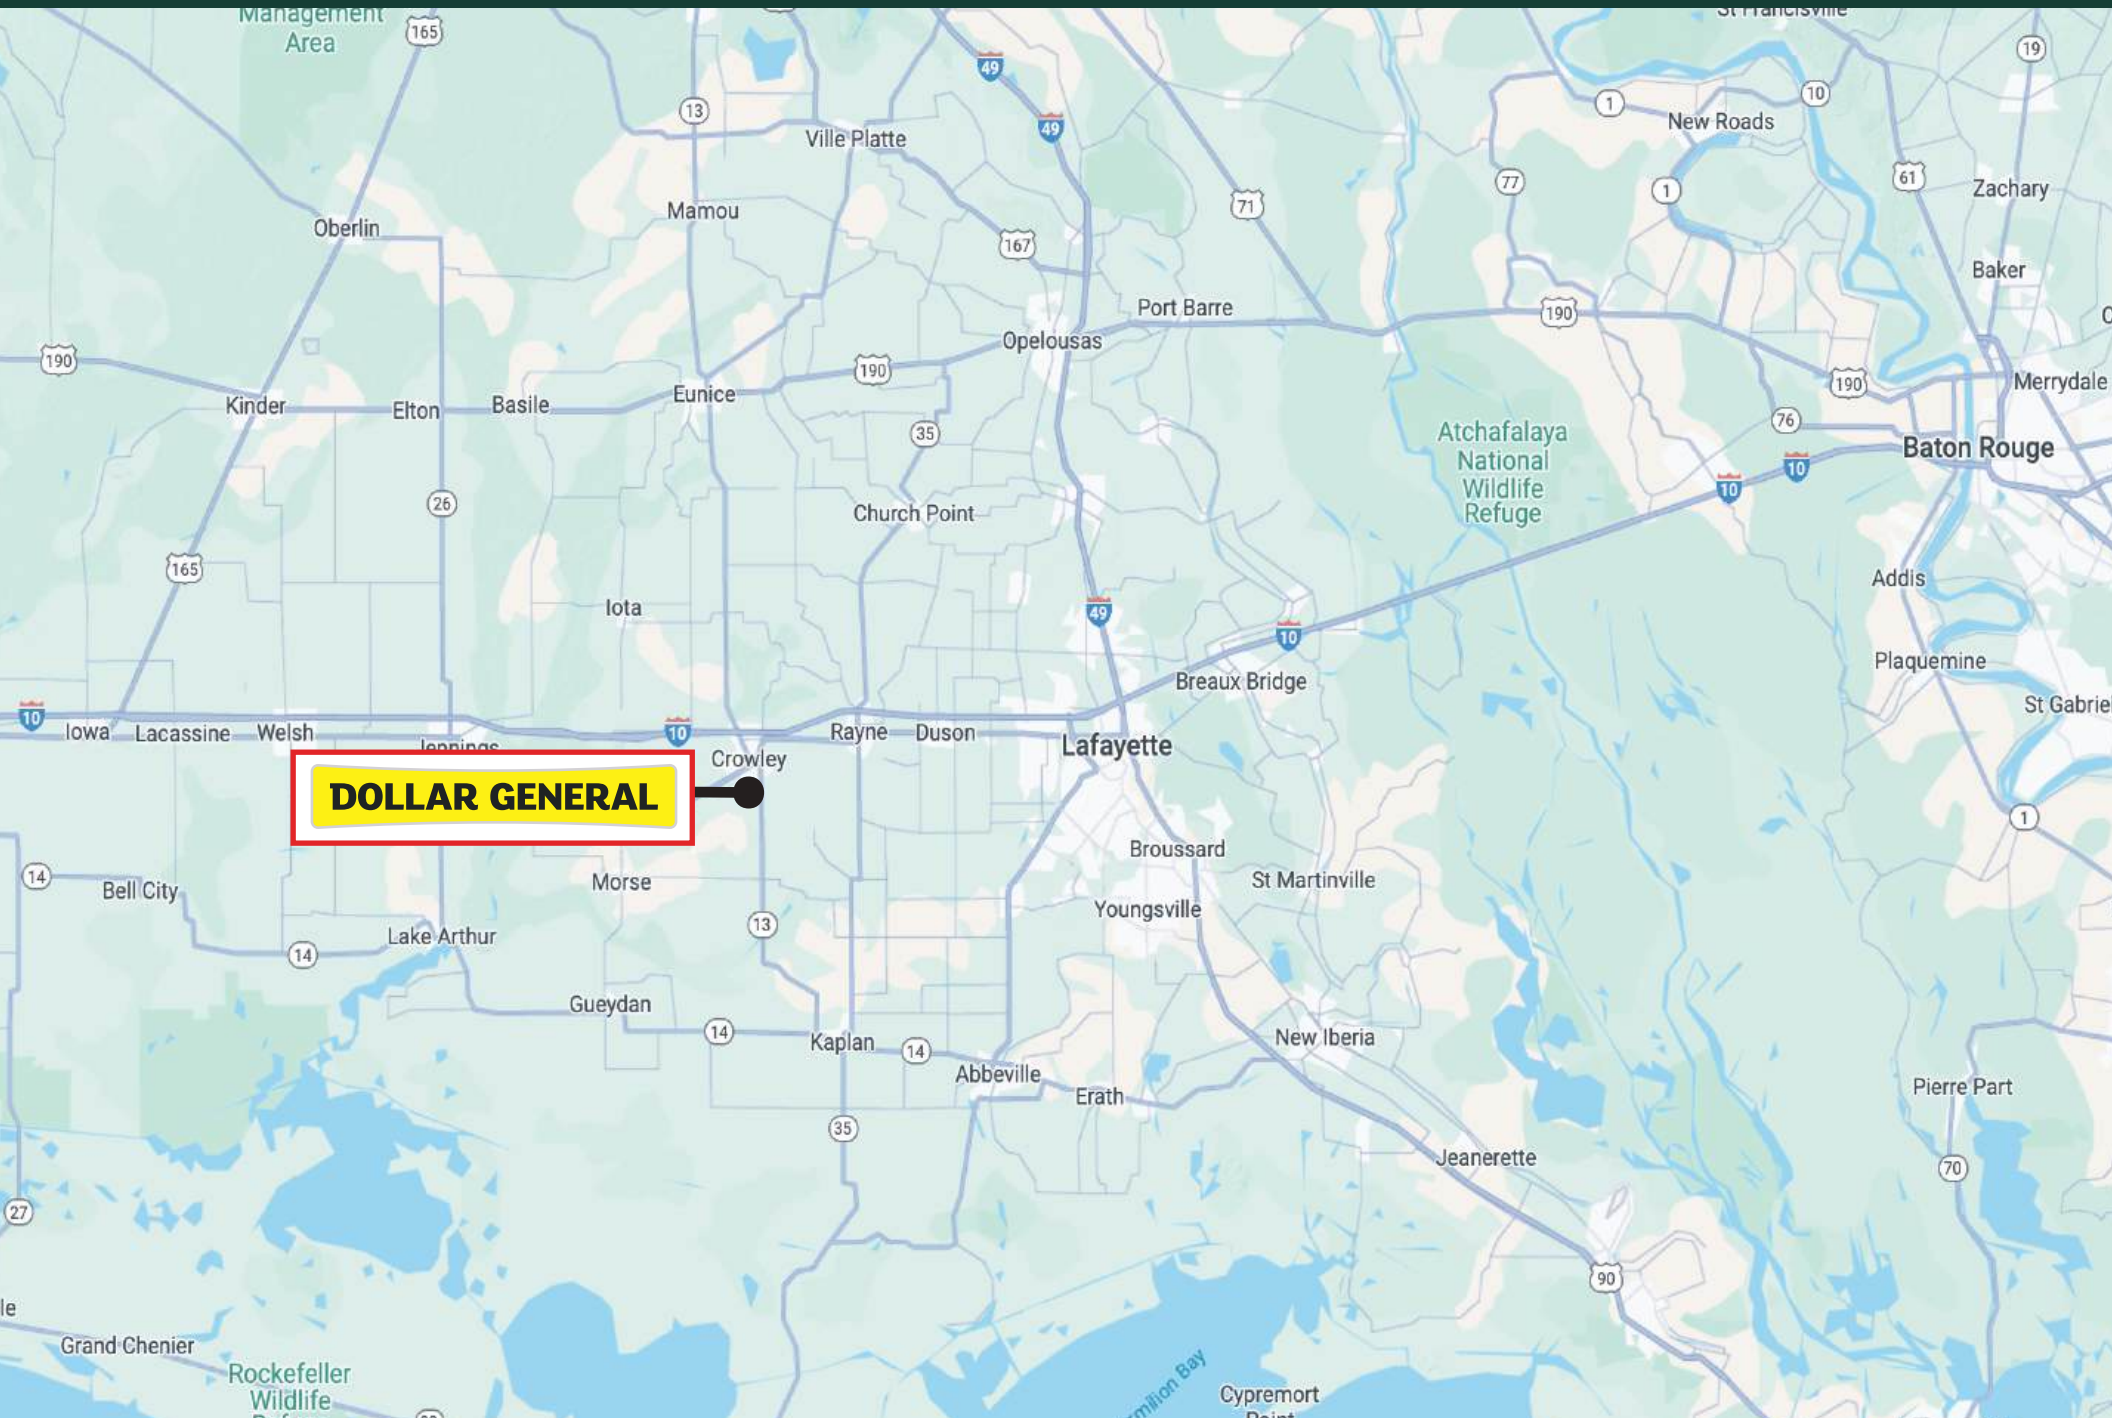 Management
Area
165
49
St Francisville
19
13
49
1
10
New Roads
Ville Platte
77
1
61
Zachary
71
Mamou
Oberlin
167
Baker
Port Barre
190
Opelousas
190
190
190
Merrydale
Kinder
Elton
Basile
Eunice
35
76
Atchafalaya
National
Wildlife
Refuge
Baton Rouge
10
10
26
Church Point
165
Addis
Iota
49
10
Plaquemine
Breaux Bridge
St Gabriel
10
Iowa
Lacassine
Welsh
Jennings
10
Crowley
Rayne
Duson
Lafayette
DOLLAR GENERAL
1
Broussard
14
Bell City
Morse
St Martinville
Youngsville
13
Lake Arthur
14
Gueydan
14
Kaplan
14
New Iberia
Abbeville
Erath
Pierre Part
35
Jeanerette
70
27
90
le
Grand Chenier
Rockefeller
Wildlife
Cypremort
Point